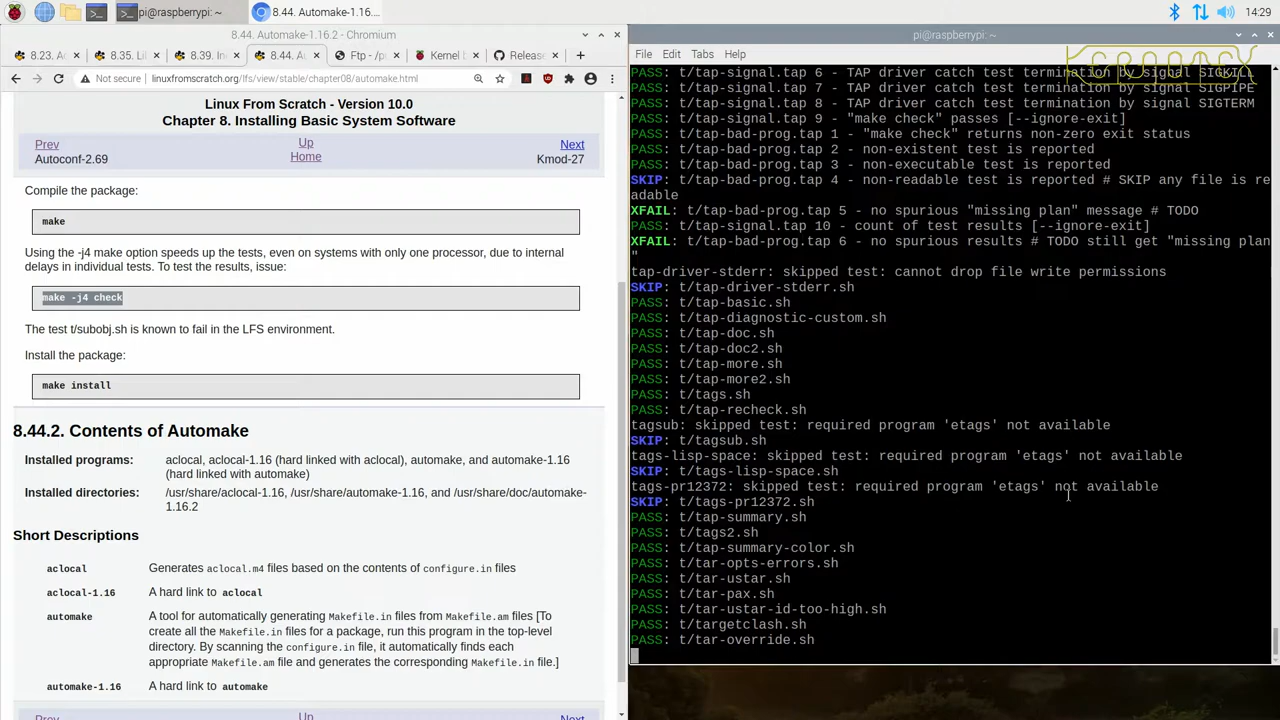 pi@raspberrypi: ~
8.44. Automake-1.16....
14:29
8.44. Automake-1.16.2 - Chromium
8.23. Ac
8.35. Lil
8.39. In
8.44. Au
Ftp - /p
Kernel b
Release
Not secure | linuxfromscratch.org/lfs/view/stable/chapter08/automake.html
Linux From Scratch - Version 10.0
Chapter 8. Installing Basic System Software
Prev
Up
Next
Autoconf-2.69
Home
Kmod-27
Compile the package:
make
Using the -j4 make option speeds up the tests, even on systems with only one processor, due to internal
delays in individual tests. To test the results, issue:
make -j4 check
The test t/subobj.sh is known to fail in the LFS environment.
Install the package:
make install
8.44.2. Contents of Automake
Installed programs: aclocal, aclocal-1.16 (hard linked with aclocal), automake, and automake-1.16
(hard linked with automake)
Installed directories: /usr/share/aclocal-1.16, /usr/share/automake-1.16, and /usr/share/doc/automake-
1.16.2
Short Descriptions
aclocal Generates aclocal.m4 files based on the contents of configure.in files
aclocal-1.16 A hard link to aclocal
automake A tool for automatically generating Makefile.in files from Makefile.am files [To
create all the Makefile.in files for a package, run this program in the top-level
directory. By scanning the configure.in file, it automatically finds each
appropriate Makefile.am file and generates the corresponding Makefile.in file.]
automake-1.16 A hard link to automake
Prev
Up
Next
pi@raspberrypi: ~
File Edit Tabs Help
PASS: t/tap-signal.tap 6 - TAP driver catch test termination by signal SIGKILL
PASS: t/tap-signal.tap 7 - TAP driver catch test termination by signal SIGPIPE
PASS: t/tap-signal.tap 8 - TAP driver catch test termination by signal SIGTERM
PASS: t/tap-signal.tap 9 - "make check" passes [--ignore-exit]
PASS: t/tap-bad-prog.tap 1 - "make check" returns non-zero exit status
PASS: t/tap-bad-prog.tap 2 - non-existent test is reported
PASS: t/tap-bad-prog.tap 3 - non-executable test is reported
SKIP: t/tap-bad-prog.tap 4 - non-readable test is reported # SKIP any file is re
adable
XFAIL: t/tap-bad-prog.tap 5 - no spurious "missing plan" message # TODO
PASS: t/tap-signal.tap 10 - count of test results [--ignore-exit]
XFAIL: t/tap-bad-prog.tap 6 - no spurious results # TODO still get "missing plan
"
tap-driver-stderr: skipped test: cannot drop file write permissions
SKIP: t/tap-driver-stderr.sh
PASS: t/tap-basic.sh
PASS: t/tap-diagnostic-custom.sh
PASS: t/tap-doc.sh
PASS: t/tap-doc2.sh
PASS: t/tap-more.sh
PASS: t/tap-more2.sh
PASS: t/tags.sh
PASS: t/tap-recheck.sh
tagsub: skipped test: required program 'etags' not available
SKIP: t/tagsub.sh
tags-lisp-space: skipped test: required program 'etags' not available
SKIP: t/tags-lisp-space.sh
tags-pr12372: skipped test: required program 'etags' not available
SKIP: t/tags-pr12372.sh
PASS: t/tap-summary.sh
PASS: t/tags2.sh
PASS: t/tap-summary-color.sh
PASS: t/tar-opts-errors.sh
PASS: t/tar-ustar.sh
PASS: t/tar-pax.sh
PASS: t/tar-ustar-id-too-high.sh
PASS: t/targetclash.sh
PASS: t/tar-override.sh